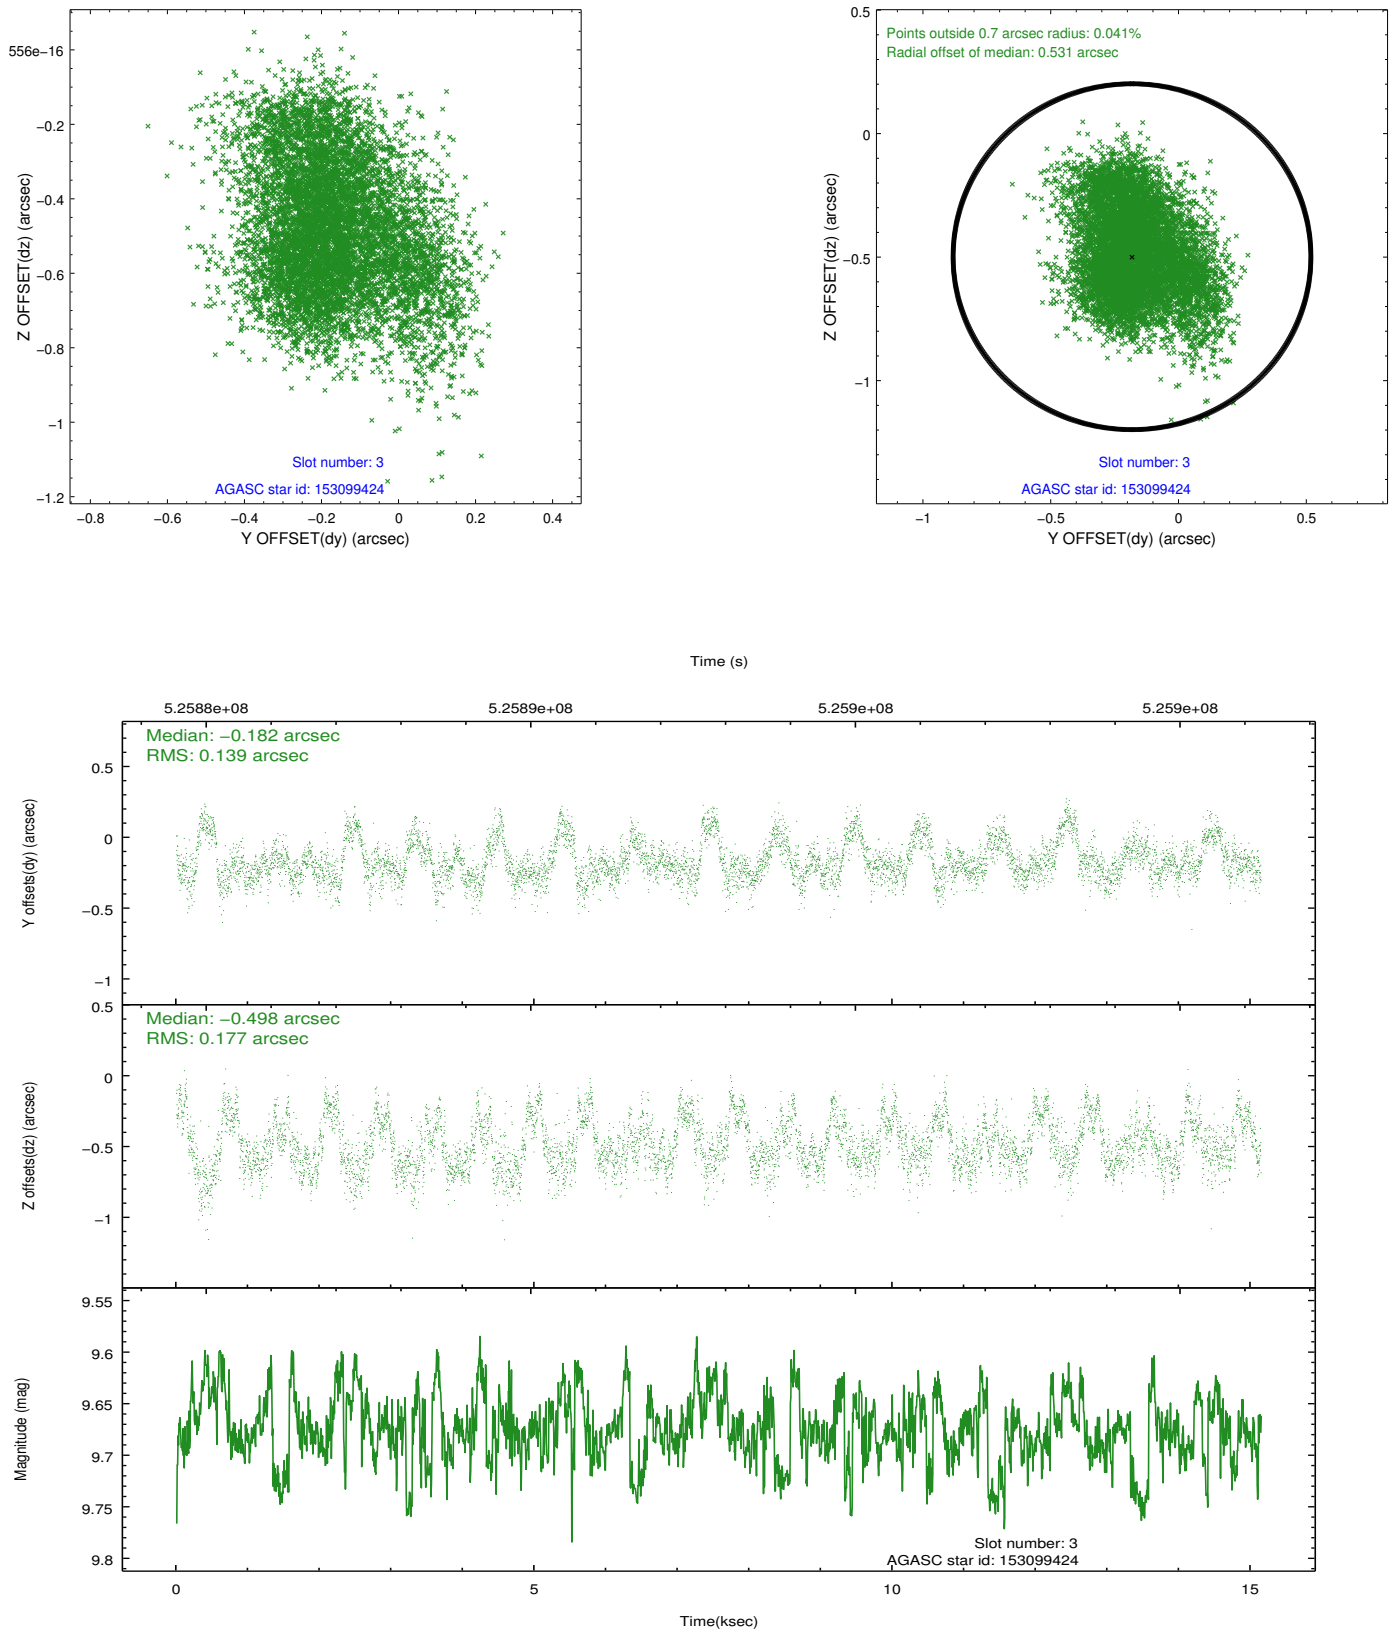 556e−16
−0.2
−0.4
−0.6
−0.8
−1
−1.2
Z OFFSET(dz) (arcsec)
Slot number: 3
AGASC star id: 153099424
−0.8 −0.6 −0.4 −0.2 0 0.2 0.4
Y OFFSET(dy) (arcsec)
0.5
0
−0.5
−1
Z OFFSET(dz) (arcsec)
Points outside 0.7 arcsec radius: 0.041%
Radial offset of median: 0.531 arcsec
Slot number: 3
AGASC star id: 153099424
−1 −0.5 0 0.5
Y OFFSET(dy) (arcsec)
Time (s)
5.2588e+08 5.2589e+08 5.259e+08 5.259e+08
Median: −0.182 arcsec
RMS: 0.139 arcsec
0.5
0
−0.5
−1
Y offsets(dy) (arcsec)
0.5
Median: −0.498 arcsec
RMS: 0.177 arcsec
0
−0.5
−1
Z offsets(dz) (arcsec)
9.55
9.6
9.65
9.7
9.75
9.8
Magnitude (mag)
Slot number: 3
AGASC star id: 153099424
0 5 10 15
Time(ksec)